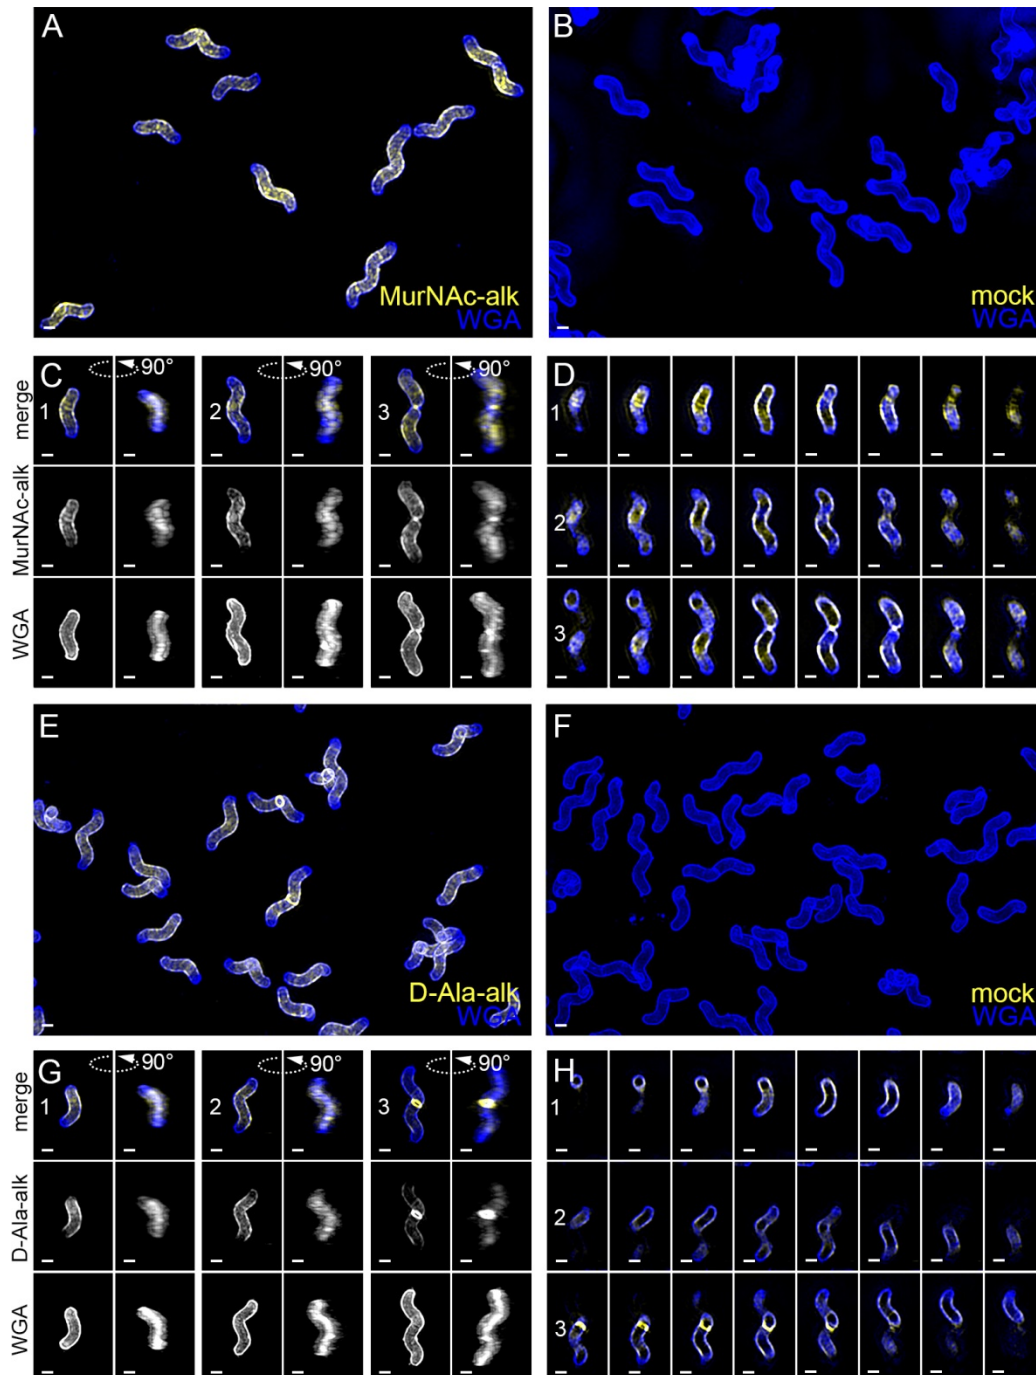 A
MurNAc-alk
WGA
B
mock
WGA
C
90°
90°
90°
merge
1
2
3
MurNAc-alk
WGA
D
1
2
3
E
D-Ala-alk
WGA
F
mock
WGA
G
90°
90°
90°
merge
1
2
3
D-Ala-alk
WGA
H
1
2
3